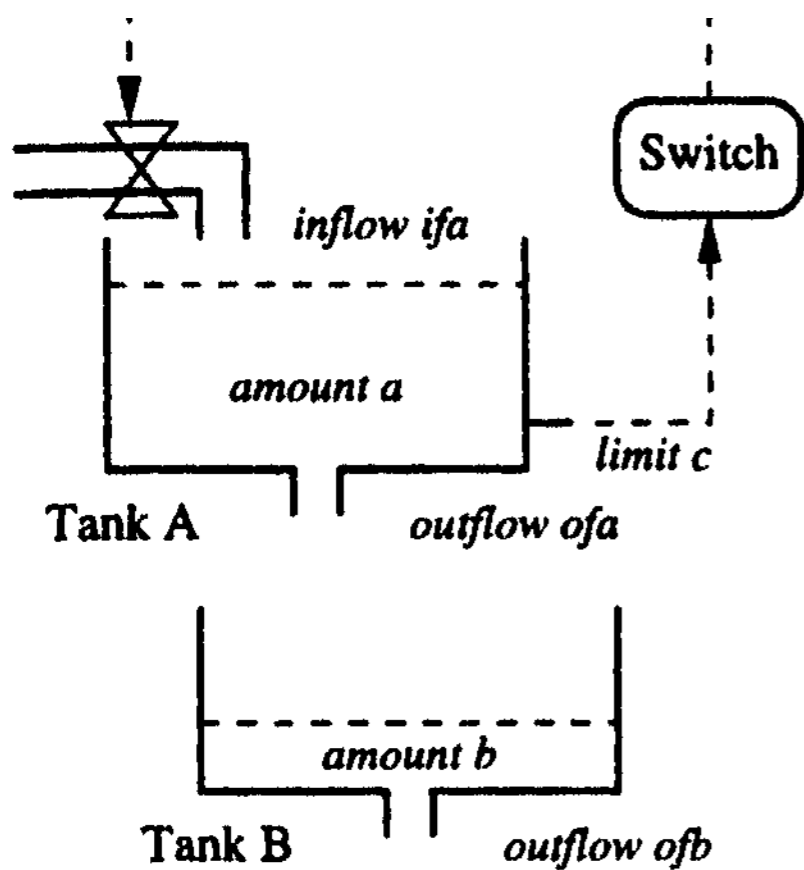 Switch
inflow ifa
amount a
limit c
Tank A
outflow ofa
amount b
Tank B
outflow ofb